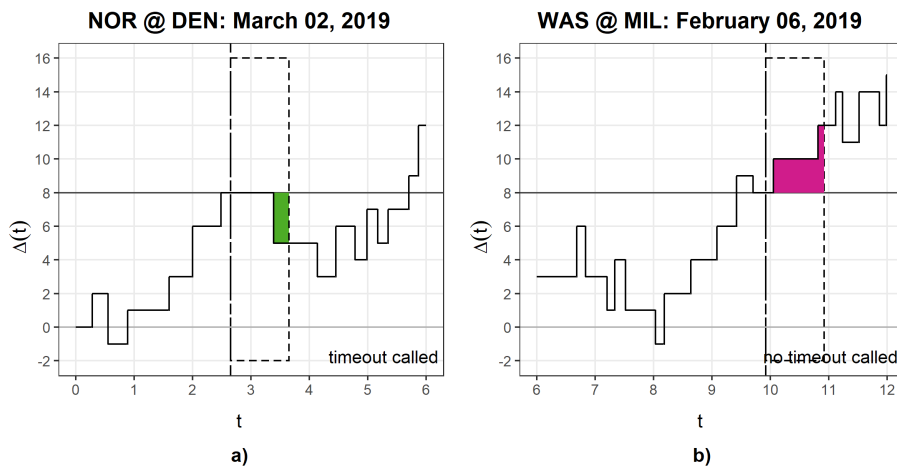 NOR @ DEN: March 02, 2019
16
14
12
10
8
6
4
2
0
-2
Δ(t)
timeout called
0 1 2 3 4 5 6
t
a)
WAS @ MIL: February 06, 2019
16
14
12
10
8
6
4
2
0
-2
Δ(t)
no timeout called
6 7 8 9 10 11 12
t
b)